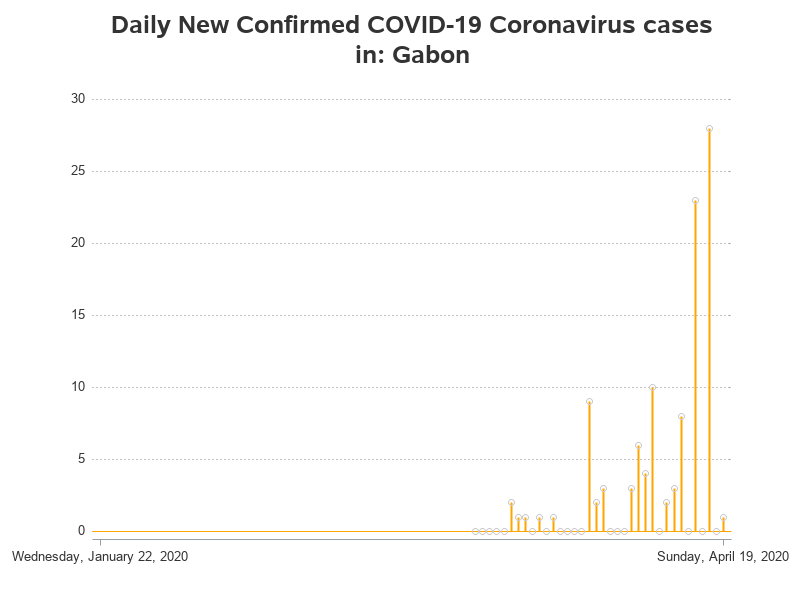 Daily New Confirmed COVID-19 Coronavirus cases
in: Gabon
30
25
20
15
10
5
0
Wednesday, January 22, 2020
Sunday, April 19, 2020